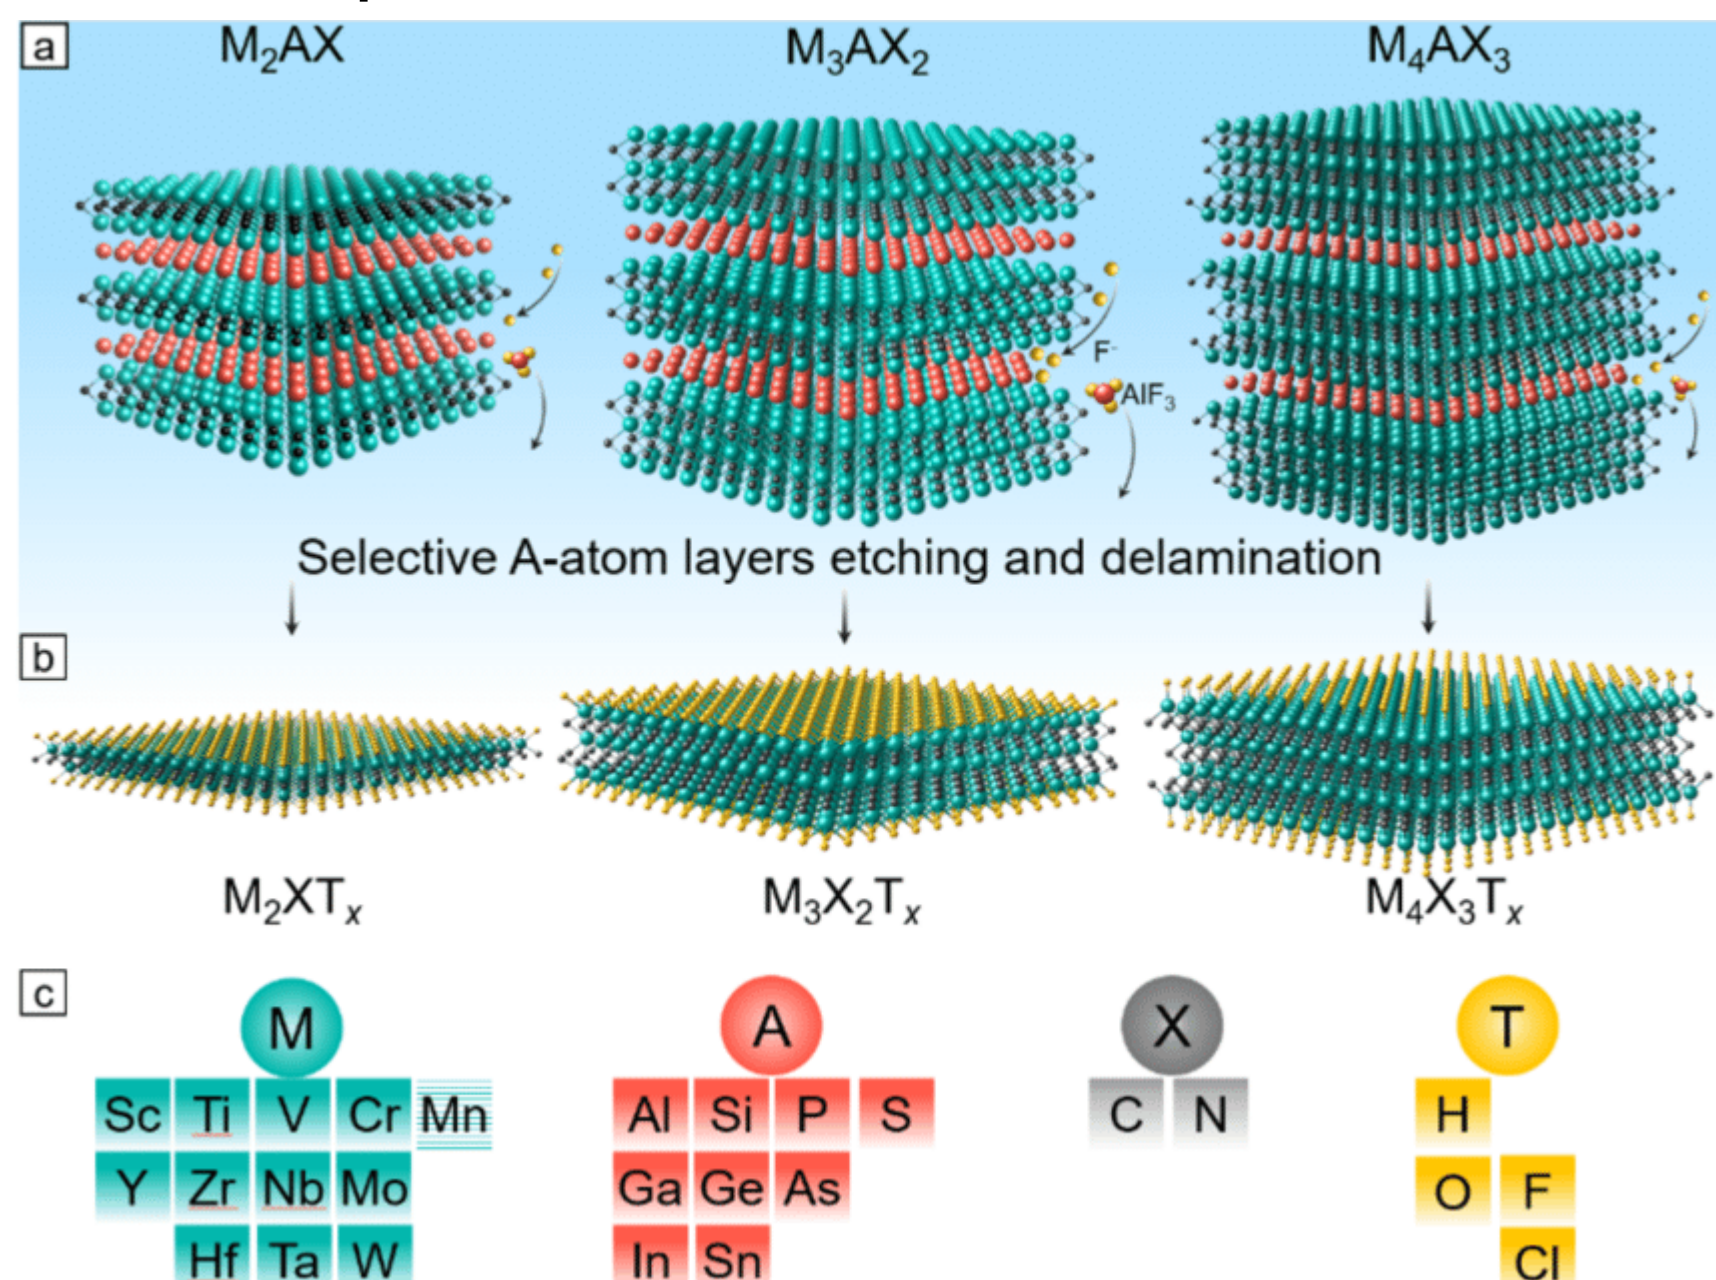 a
M₂AX M₃AX₂ M₄AX₃
F⁻
AlF₃
Selective A-atom layers etching and delamination
b
M₂XTₓ M₃X₂Tₓ M₄X₃Tₓ
c
M A X T
Sc Ti V Cr Mn Al Si P S C N H
Y Zr Nb Mo Ga Ge As O F
Hf Ta W In Sn Cl